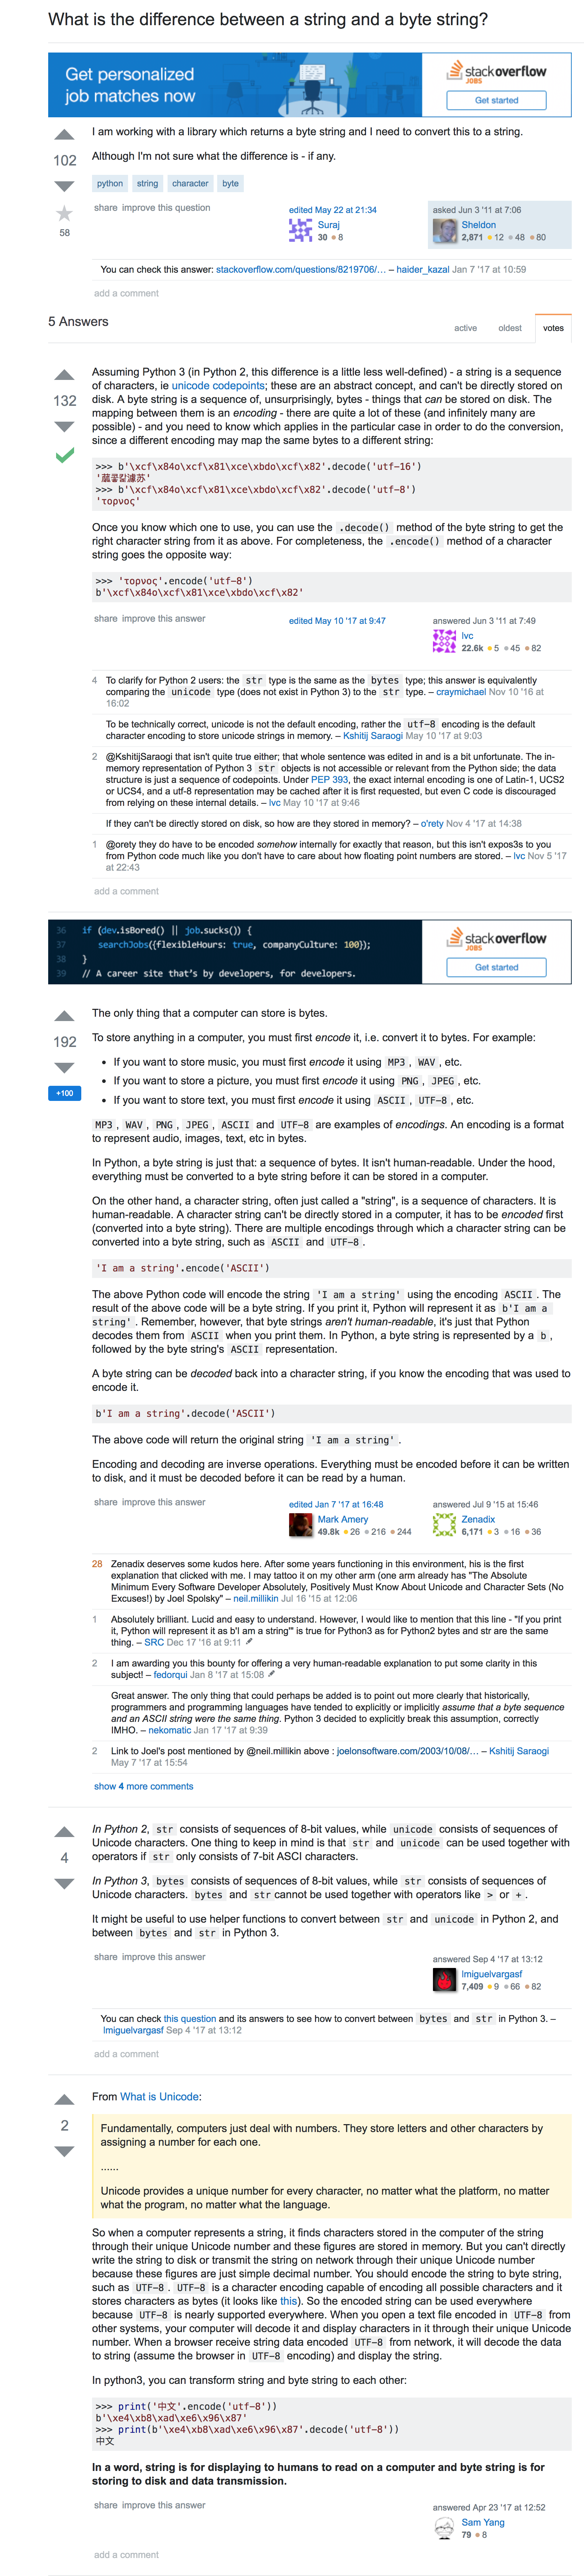 What is the difference between a string and a byte string?
Get personalized
job matches now
stackoverflow
JOBS
Get started
102
I am working with a library which returns a byte string and I need to convert this to a string.
Although I'm not sure what the difference is - if any.
python string character byte
share improve this question
58
edited May 22 at 21:34
Suraj
30 ● 8
asked Jun 3 '11 at 7:06
Sheldon
2,871 ● 12 ● 48 ● 80
You can check this answer: stackoverflow.com/questions/8219706/… – haider_kazal Jan 7 '17 at 10:59
add a comment
5 Answers
active oldest votes
132
Assuming Python 3 (in Python 2, this difference is a little less well-defined) - a string is a sequence
of characters, ie unicode codepoints; these are an abstract concept, and can't be directly stored on
disk. A byte string is a sequence of, unsurprisingly, bytes - things that can be stored on disk. The
mapping between them is an encoding - there are quite a lot of these (and infinitely many are
possible) - and you need to know which applies in the particular case in order to do the conversion,
since a different encoding may map the same bytes to a different string:
>>> b'\xcf\x84o\xcf\x81\xce\xbdo\xcf\x82'.decode('utf-16')
'蓏콯캁澽苏'
>>> b'\xcf\x84o\xcf\x81\xce\xbdo\xcf\x82'.decode('utf-8')
'τoρνoς'
Once you know which one to use, you can use the .decode() method of the byte string to get the
right character string from it as above. For completeness, the .encode() method of a character
string goes the opposite way:
>>> 'τoρνoς'.encode('utf-8')
b'\xcf\x84o\xcf\x81\xce\xbdo\xcf\x82'
share improve this answer
edited May 10 '17 at 9:47
answered Jun 3 '11 at 7:49
lvc
22.6k ● 5 ● 45 ● 82
4 To clarify for Python 2 users: the str type is the same as the bytes type; this answer is equivalently
comparing the unicode type (does not exist in Python 3) to the str type. – craymichael Nov 10 '16 at
16:02
To be technically correct, unicode is not the default encoding, rather the utf-8 encoding is the default
character encoding to store unicode strings in memory. – Kshitij Saraogi May 10 '17 at 9:03
2 @KshitijSaraogi that isn't quite true either; that whole sentence was edited in and is a bit unfortunate. The in-
memory representation of Python 3 str objects is not accessible or relevant from the Python side; the data
structure is just a sequence of codepoints. Under PEP 393, the exact internal encoding is one of Latin-1, UCS2
or UCS4, and a utf-8 representation may be cached after it is first requested, but even C code is discouraged
from relying on these internal details. – lvc May 10 '17 at 9:46
If they can't be directly stored on disk, so how are they stored in memory? – o'rety Nov 4 '17 at 14:38
1 @orety they do have to be encoded somehow internally for exactly that reason, but this isn't expos3s to you
from Python code much like you don't have to care about how floating point numbers are stored. – lvc Nov 5 '17
at 22:43
add a comment
36 if (dev.isBored() || job.sucks()) {
37 searchJobs({flexibleHours: true, companyCulture: 100});
38 }
39 // A career site that's by developers, for developers.
stackoverflow
JOBS
Get started
192
+100
The only thing that a computer can store is bytes.
To store anything in a computer, you must first encode it, i.e. convert it to bytes. For example:
• If you want to store music, you must first encode it using MP3 , WAV , etc.
• If you want to store a picture, you must first encode it using PNG , JPEG , etc.
• If you want to store text, you must first encode it using ASCII , UTF-8 , etc.
MP3 , WAV , PNG , JPEG , ASCII and UTF-8 are examples of encodings. An encoding is a format
to represent audio, images, text, etc in bytes.
In Python, a byte string is just that: a sequence of bytes. It isn't human-readable. Under the hood,
everything must be converted to a byte string before it can be stored in a computer.
On the other hand, a character string, often just called a "string", is a sequence of characters. It is
human-readable. A character string can't be directly stored in a computer, it has to be encoded first
(converted into a byte string). There are multiple encodings through which a character string can be
converted into a byte string, such as ASCII and UTF-8 .
'I am a string'.encode('ASCII')
The above Python code will encode the string 'I am a string' using the encoding ASCII . The
result of the above code will be a byte string. If you print it, Python will represent it as b'I am a
string' . Remember, however, that byte strings aren't human-readable, it's just that Python
decodes them from ASCII when you print them. In Python, a byte string is represented by a b ,
followed by the byte string's ASCII representation.
A byte string can be decoded back into a character string, if you know the encoding that was used to
encode it.
b'I am a string'.decode('ASCII')
The above code will return the original string 'I am a string' .
Encoding and decoding are inverse operations. Everything must be encoded before it can be written
to disk, and it must be decoded before it can be read by a human.
share improve this answer
edited Jan 7 '17 at 16:48
Mark Amery
49.8k ● 26 ● 216 ● 244
answered Jul 9 '15 at 15:46
Zenadix
6,171 ● 3 ● 16 ● 36
28 Zenadix deserves some kudos here. After some years functioning in this environment, his is the first
explanation that clicked with me. I may tattoo it on my other arm (one arm already has "The Absolute
Minimum Every Software Developer Absolutely, Positively Must Know About Unicode and Character Sets (No
Excuses!) by Joel Spolsky" – neil.millikin Jul 16 '15 at 12:06
1 Absolutely brilliant. Lucid and easy to understand. However, I would like to mention that this line - "If you print
it, Python will represent it as b'I am a string'" is true for Python3 as for Python2 bytes and str are the same
thing. – SRC Dec 17 '16 at 9:11
2 I am awarding you this bounty for offering a very human-readable explanation to put some clarity in this
subject! – fedorqui Jan 8 '17 at 15:08
Great answer. The only thing that could perhaps be added is to point out more clearly that historically,
programmers and programming languages have tended to explicitly or implicitly assume that a byte sequence
and an ASCII string were the same thing. Python 3 decided to explicitly break this assumption, correctly
IMHO. – nekomatic Jan 17 '17 at 9:39
2 Link to Joel's post mentioned by @neil.millikin above : joelonsoftware.com/2003/10/08/… – Kshitij Saraogi
May 7 '17 at 15:54
show 4 more comments
4
In Python 2, str consists of sequences of 8-bit values, while unicode consists of sequences of
Unicode characters. One thing to keep in mind is that str and unicode can be used together with
operators if str only consists of 7-bit ASCI characters.
In Python 3, bytes consists of sequences of 8-bit values, while str consists of sequences of
Unicode characters. bytes and str cannot be used together with operators like > or + .
It might be useful to use helper functions to convert between str and unicode in Python 2, and
between bytes and str in Python 3.
share improve this answer
answered Sep 4 '17 at 13:12
lmiguelvargasf
7,409 ● 9 ● 66 ● 82
You can check this question and its answers to see how to convert between bytes and str in Python 3. –
lmiguelvargasf Sep 4 '17 at 13:12
add a comment
2
From What is Unicode:
Fundamentally, computers just deal with numbers. They store letters and other characters by
assigning a number for each one.
......
Unicode provides a unique number for every character, no matter what the platform, no matter
what the program, no matter what the language.
So when a computer represents a string, it finds characters stored in the computer of the string
through their unique Unicode number and these figures are stored in memory. But you can't directly
write the string to disk or transmit the string on network through their unique Unicode number
because these figures are just simple decimal number. You should encode the string to byte string,
such as UTF-8 . UTF-8 is a character encoding capable of encoding all possible characters and it
stores characters as bytes (it looks like this). So the encoded string can be used everywhere
because UTF-8 is nearly supported everywhere. When you open a text file encoded in UTF-8 from
other systems, your computer will decode it and display characters in it through their unique Unicode
number. When a browser receive string data encoded UTF-8 from network, it will decode the data
to string (assume the browser in UTF-8 encoding) and display the string.
In python3, you can transform string and byte string to each other:
>>> print('中文'.encode('utf-8'))
b'\xe4\xb8\xad\xe6\x96\x87'
>>> print(b'\xe4\xb8\xad\xe6\x96\x87'.decode('utf-8'))
中文
In a word, string is for displaying to humans to read on a computer and byte string is for
storing to disk and data transmission.
share improve this answer
answered Apr 23 '17 at 12:52
Sam Yang
79 ● 8
add a comment